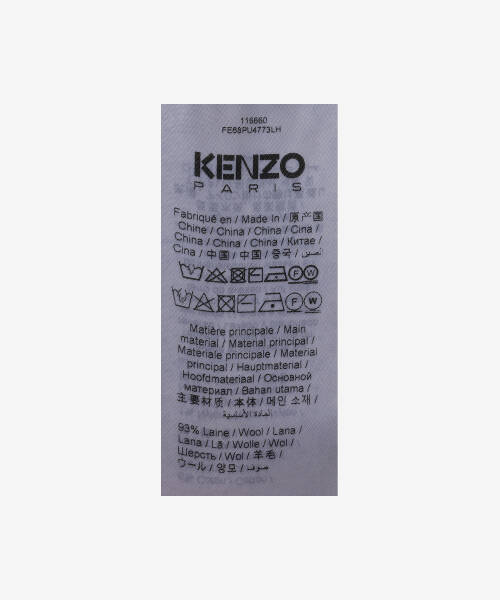 116660
FE68PU4773LH
KENZO
PARIS
Fabriqué en / Made In / 原产国
Chine / China / China / Cina /
China / China / China / Китае /
Cina / 中国 / 中国 / 중국 / الصين
F W
F W
Matière principale / Main
material / Material principal /
Materiale principale / Material
principal / Hauptmaterial /
Hoofdmateriaal / Основной
материал / Bahan utama /
主要材质 / 本体 / 메인 소재 /
المادة الأساسية
93% Laine / Wool / Lana /
Lana / Lã / Wolle / Wol /
Шерсть / Wol / 羊毛 /
ウール / 양모 / صوف